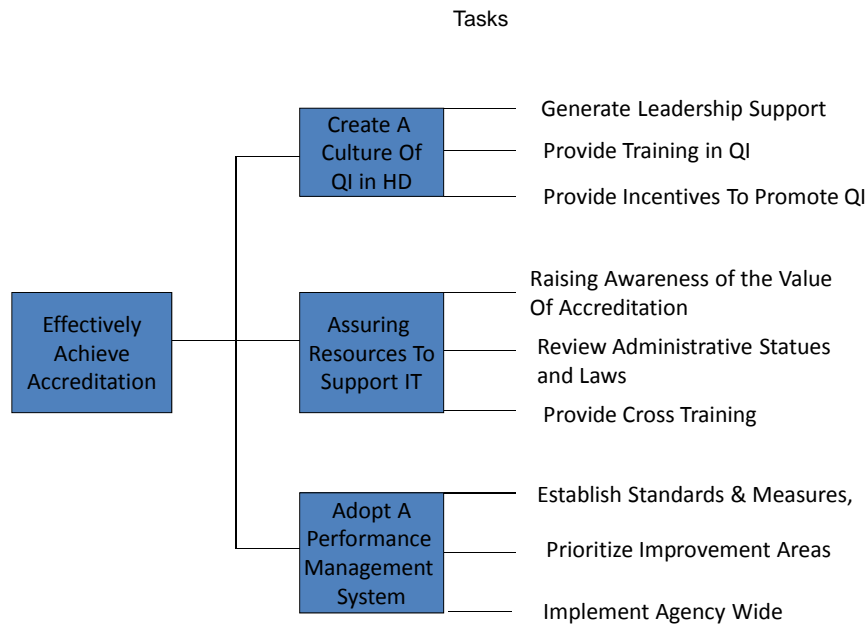 Tasks
Create A
Culture Of
QI in HD
Generate Leadership Support
Provide Training in QI
Provide Incentives To Promote QI
Effectively
Achieve
Accreditation
Assuring
Resources To
Support IT
Raising Awareness of the Value
Of Accreditation
Review Administrative Statues
and Laws
Provide Cross Training
Adopt A
Performance
Management
System
Establish Standards & Measures,
Prioritize Improvement Areas
Implement Agency Wide